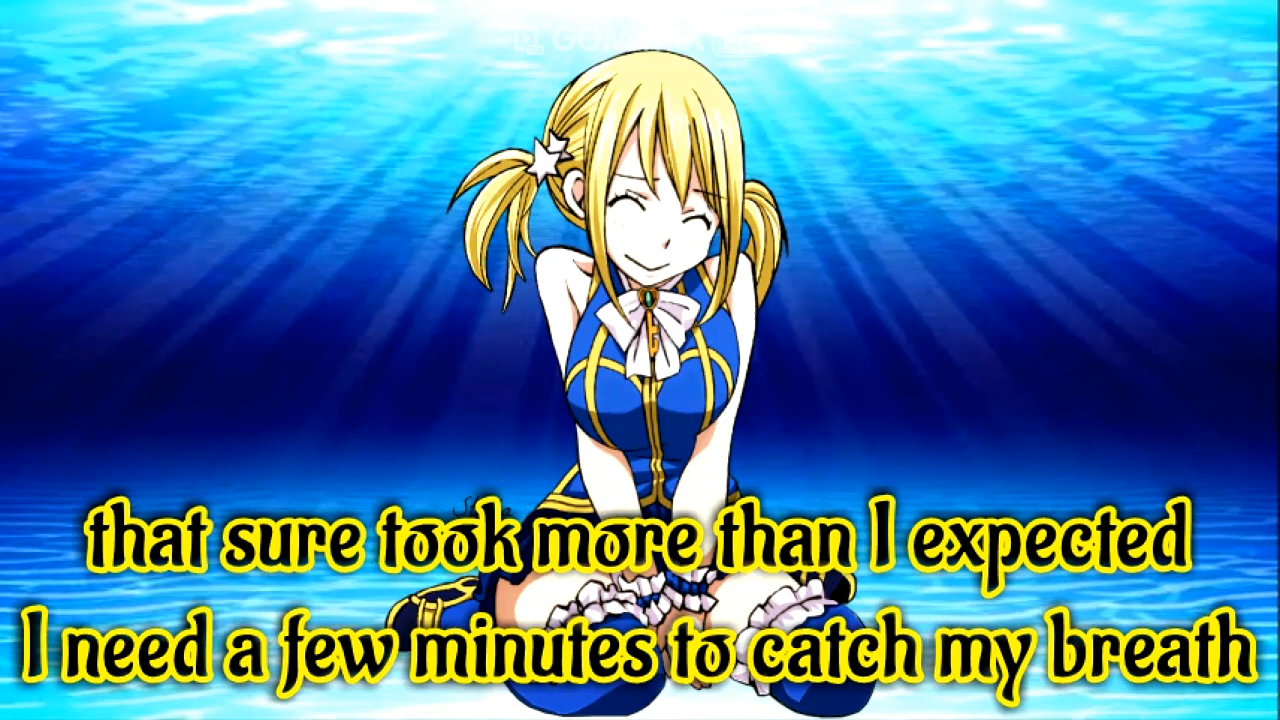 that sure took more than I expected
I need a few minutes to catch my breath